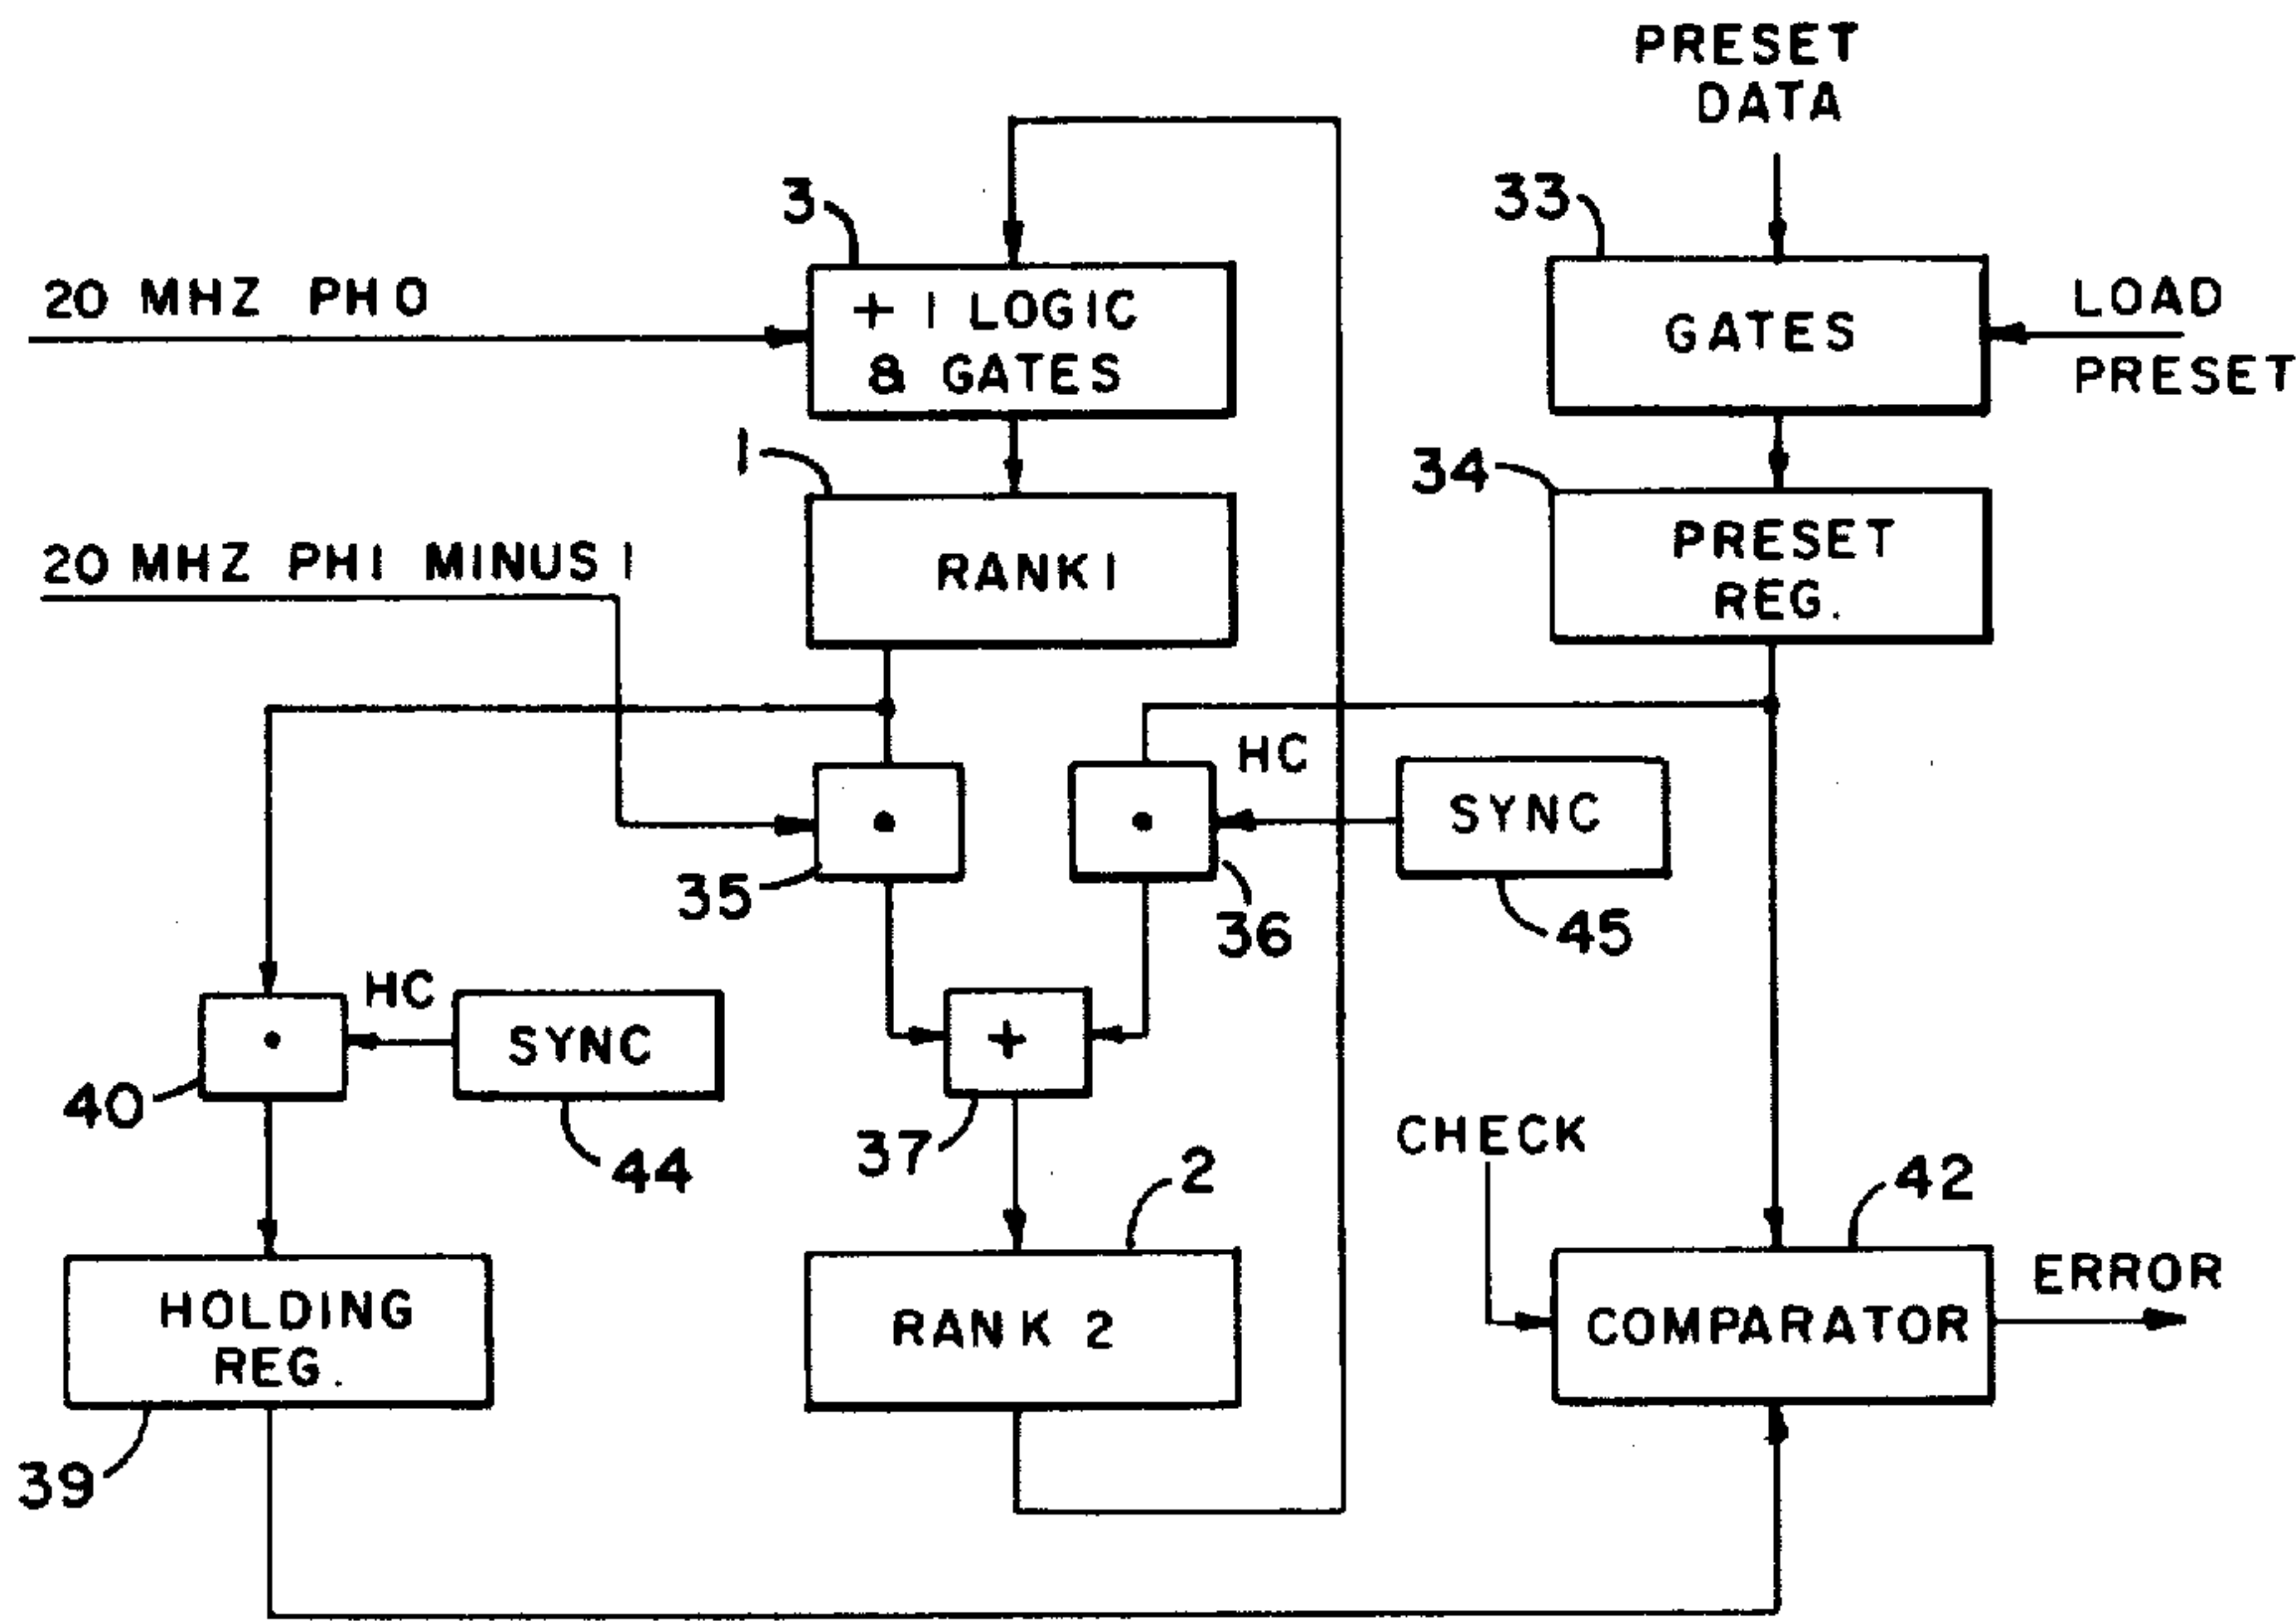 PRESET
DATA
3
33
20 MHZ PH0
+ 1 LOGIC
& GATES
GATES
LOAD
PRESET
1
34
20 MHZ PH1 MINUS 1
RANK 1
PRESET
REG.
HC
SYNC
35
36
45
HC
SYNC
+
40
44
37
2
CHECK
42
HOLDING
REG.
RANK 2
COMPARATOR
ERROR
39